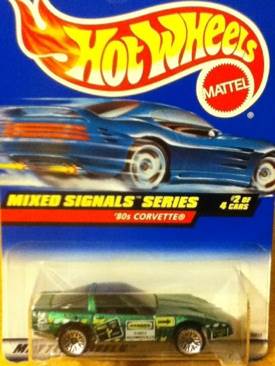 HOT WHEELS
MATTEL
MIXED SIGNALS™ SERIES
#2 OF
4 CARS
'80s CORVETTE®